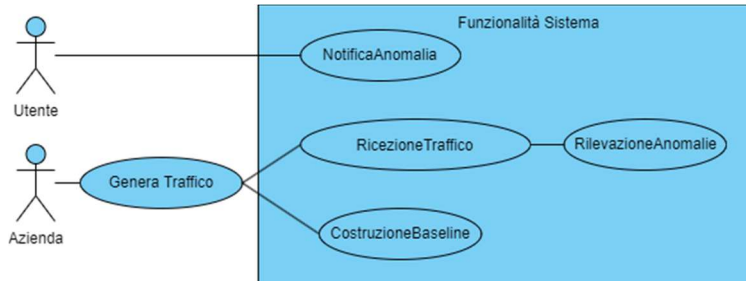 Funzionalità Sistema
NotificaAnomalia
Utente
RicezioneTraffico
RilevazioneAnomalie
Genera Traffico
CostruzioneBaseline
Azienda